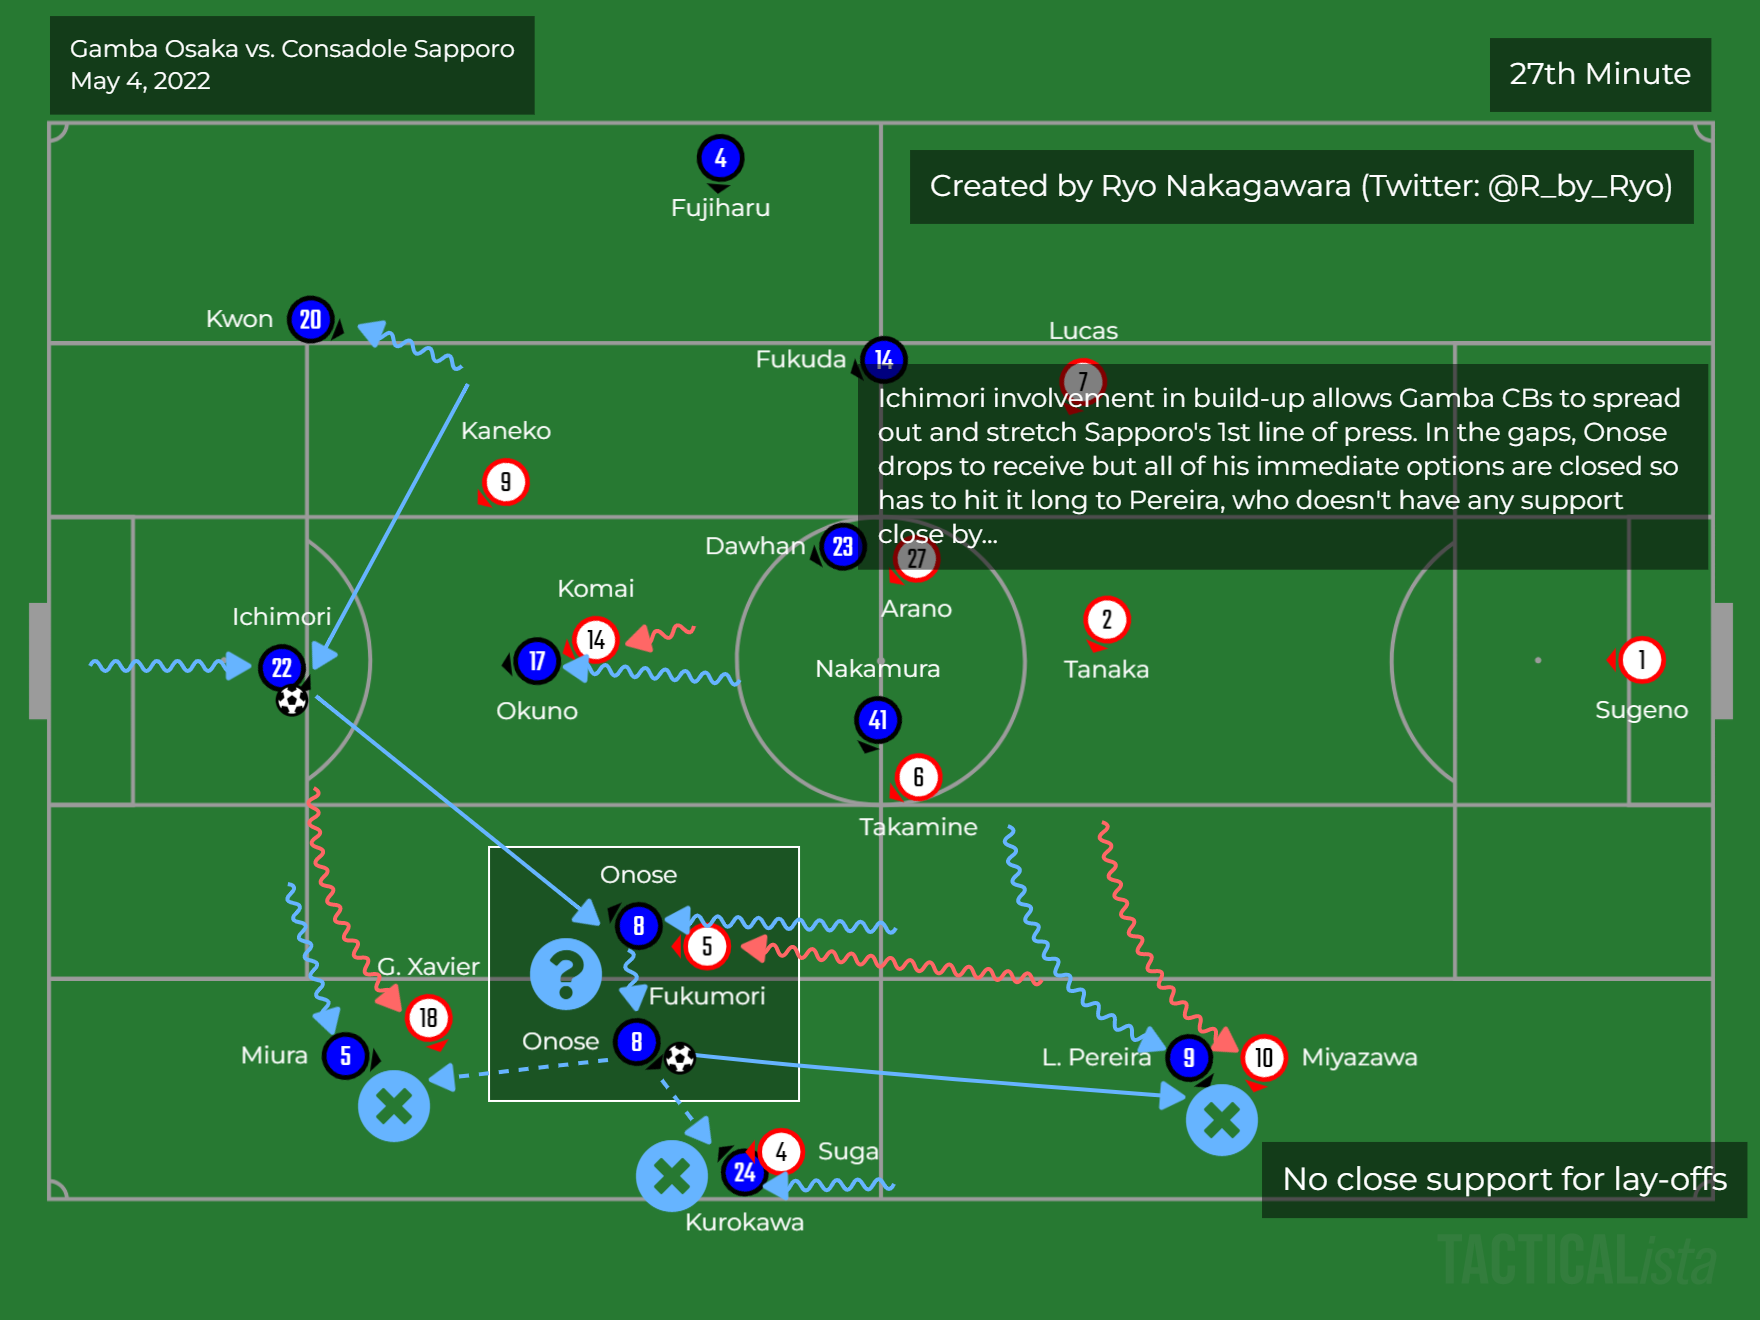 Gamba Osaka vs. Consadole Sapporo
May 4, 2022
27th Minute
Created by Ryo Nakagawara (Twitter: @R_by_Ryo)
4
Fujiharu
Kwon
20
Fukuda
14
Lucas
7
Ichimori involvement in build-up allows Gamba CBs to spread
out and stretch Sapporo's 1st line of press. In the gaps, Onose
drops to receive but all of his immediate options are closed so
has to hit it long to Pereira, who doesn't have any support
close by...
Kaneko
9
Dawhan
23
27
Arano
Komai
14
Ichimori
22
17
Okuno
Nakamura
41
2
Tanaka
1
Sugeno
6
Takamine
Onose
8
5
Fukumori
?
G. Xavier
18
Miura
5
Onose
8
L. Pereira
9
10
Miyazawa
4
Suga
24
Kurokawa
No close support for lay-offs
TACTICALista